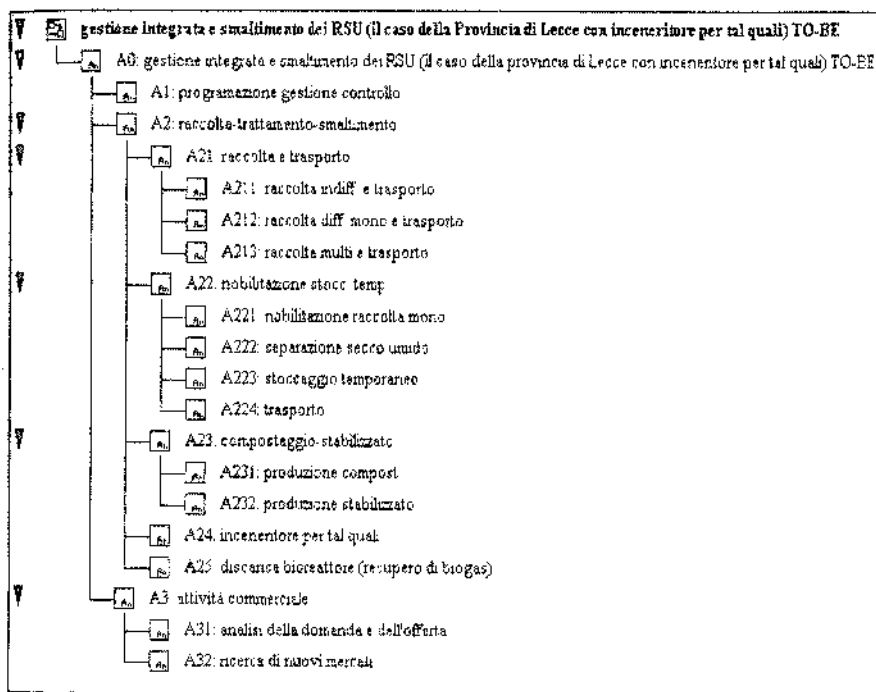 gestione integrata e smaltimento dei RSU (il caso della Provincia di Lecce con inceneritore per tal quali) TO-BE
A0: gestione integrata e smaltimento dei RSU (il caso della provincia di Lecce con incenentore per tal quali) TO-BE
A1: programazione gestione controllo
A2: raccolta-trattamento-smaltimento
A21 raccolta e trasporto
A211 raccolta indiff e trasporto
A212: raccolta diff mono e trasporto
A213: raccolta multi e trasporto
A22. nobilitazione stocc temp
A221 nobilitazione raccolta mono
A222: separazione secco umido
A223: stoccaggio temporaneo
A224: trasporto
A23. compostaggio-stabilizzato
A231: produzione compost
A232. produzione stabilizzato
A24. incenentore per tal quali
A25 discarica bioreattore (recupero di biogas)
A3 attività commerciale
A31: analisi della domanda e dell'offerta
A32: ricerca di nuovi mercati